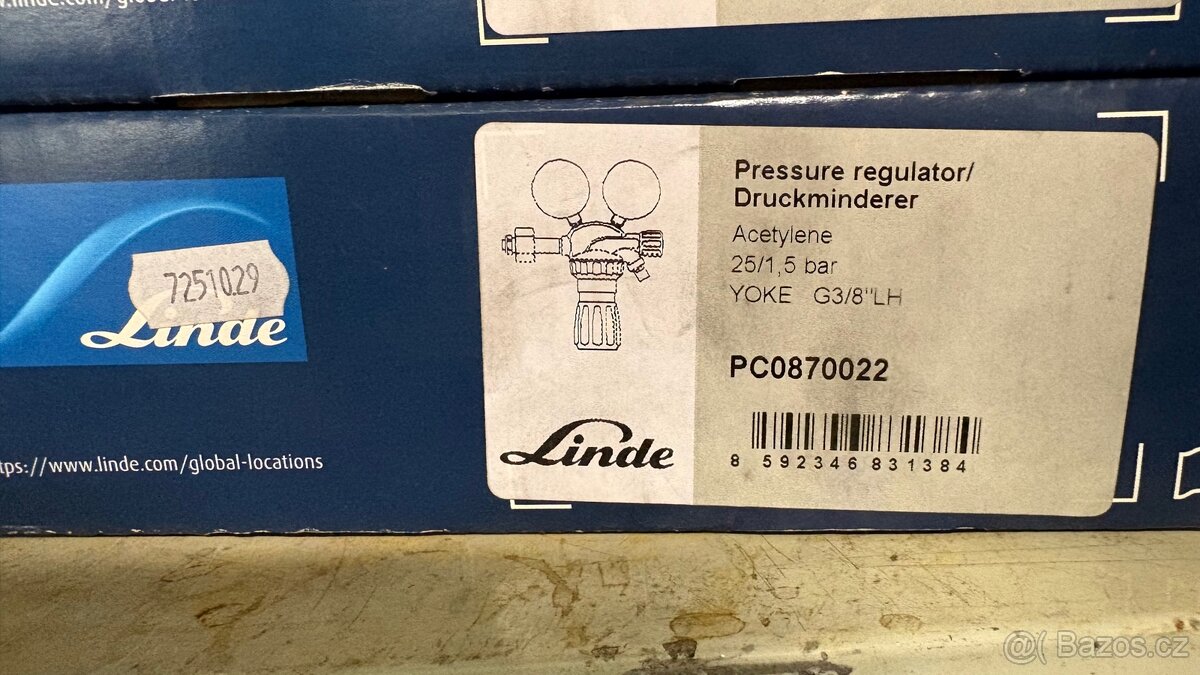 Pressure regulator/
Druckminderer
Acetylene
25/1,5 bar
YOKE G3/8"LH
PC0870022
8 592346 831384
Linde
7251029
Linde
tps://www.linde.com/global-locations
@( Bazos.cz